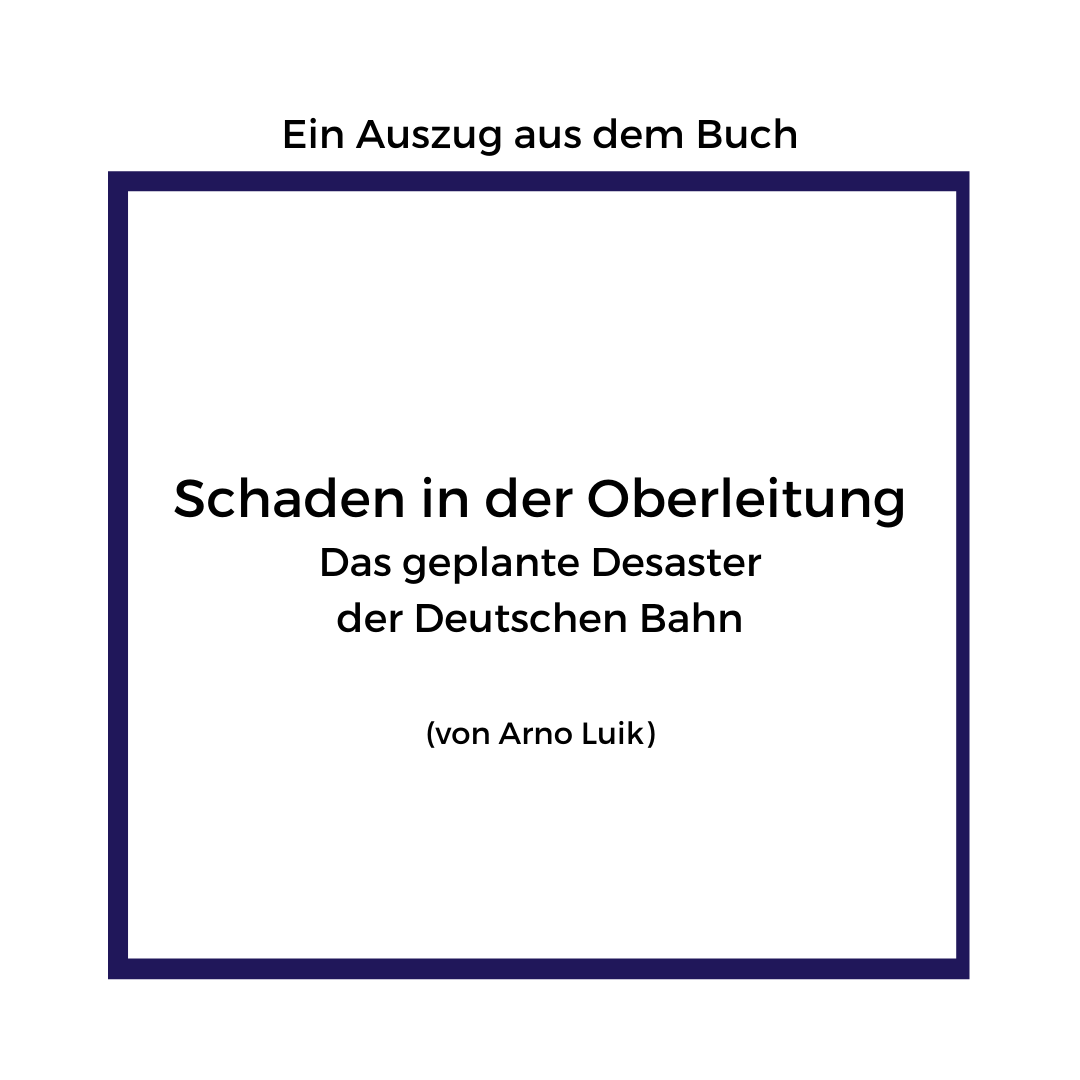 Ein Auszug aus dem Buch
Schaden in der Oberleitung
Das geplante Desaster
der Deutschen Bahn
(von Arno Luik)